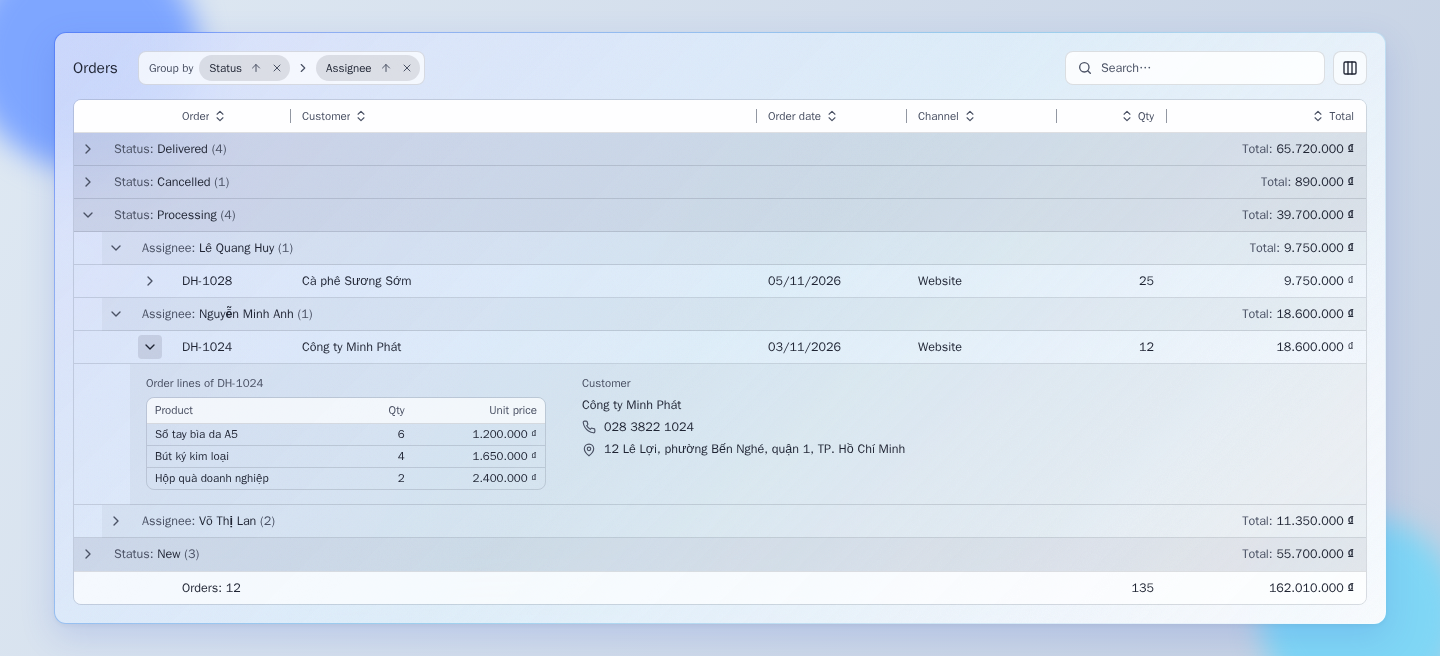 Orders Group by Status Assignee Search···
Order Customer Order date Channel Qty Total
Status: Delivered (4) Total: 65.720.000 ₫
Status: Cancelled (1) Total: 890.000 ₫
Status: Processing (4) Total: 39.700.000 ₫
Assignee: Lê Quang Huy (1) Total: 9.750.000 ₫
DH-1028 Cà phê Sương Sớm 05/11/2026 Website 25 9.750.000 ₫
Assignee: Nguyễn Minh Anh (1) Total: 18.600.000 ₫
DH-1024 Công ty Minh Phát 03/11/2026 Website 12 18.600.000 ₫
Order lines of DH-1024
Product Qty Unit price
Sổ tay bìa da A5 6 1.200.000 ₫
Bút ký kim loại 4 1.650.000 ₫
Hộp quà doanh nghiệp 2 2.400.000 ₫
Customer
Công ty Minh Phát
028 3822 1024
12 Lê Lợi, phường Bến Nghé, quận 1, TP. Hồ Chí Minh
Assignee: Võ Thị Lan (2) Total: 11.350.000 ₫
Status: New (3) Total: 55.700.000 ₫
Orders: 12 135 162.010.000 ₫